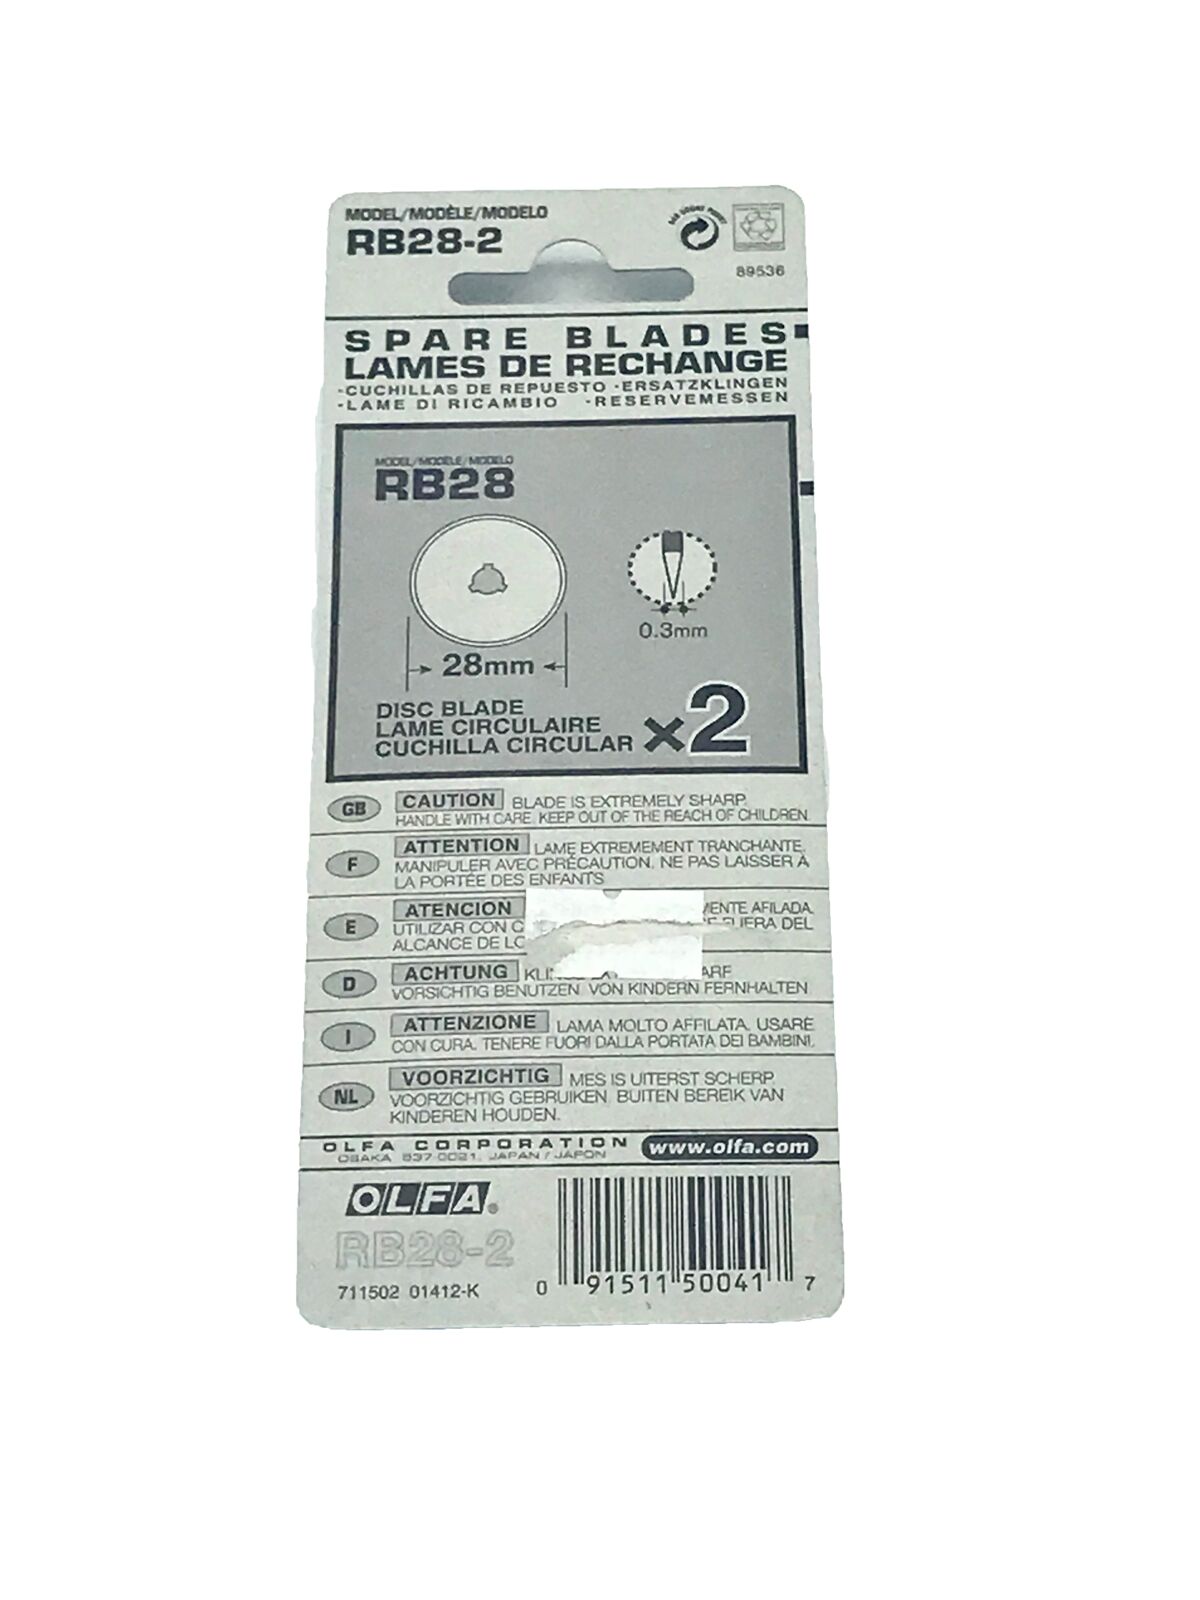 MODEL/MODÈLE/MODELO
RB28-2
DER GRÜNE PUNKT
89536
SPARE BLADES
LAMES DE RECHANGE
·CUCHILLAS DE REPUESTO ·ERSATZKLINGEN
·LAME DI RICAMBIO ·RESERVEMESSEN
MODEL/MODÈLE/MODELO
RB28
28mm
0.3mm
DISC BLADE
LAME CIRCULAIRE
CUCHILLA CIRCULAR ×2
GB CAUTION BLADE IS EXTREMELY SHARP.
HANDLE WITH CARE. KEEP OUT OF THE REACH OF CHILDREN.
F ATTENTION LAME EXTREMEMENT TRANCHANTE.
MANIPULER AVEC PRÉCAUTION. NE PAS LAISSER À
LA PORTÉE DES ENFANTS
E ATENCION AFILADA.
UTILIZAR CON FUERA DEL
ALCANCE DE
D ACHTUNG
VORSICHTIG BENUTZEN. VON KINDERN FERNHALTEN
I ATTENZIONE LAMA MOLTO AFFILATA. USARE
CON CURA. TENERE FUORI DALLA PORTATA DEI BAMBINI.
NL VOORZICHTIG MES IS UITERST SCHERP.
VOORZICHTIG GEBRUIKEN. BUITEN BEREIK VAN
KINDEREN HOUDEN.
OLFA CORPORATION www.olfa.com
OSAKA 537-0021, JAPAN / JAPON
OLFA®
RB28-2
711502 01412-K
0 91511 50041 7